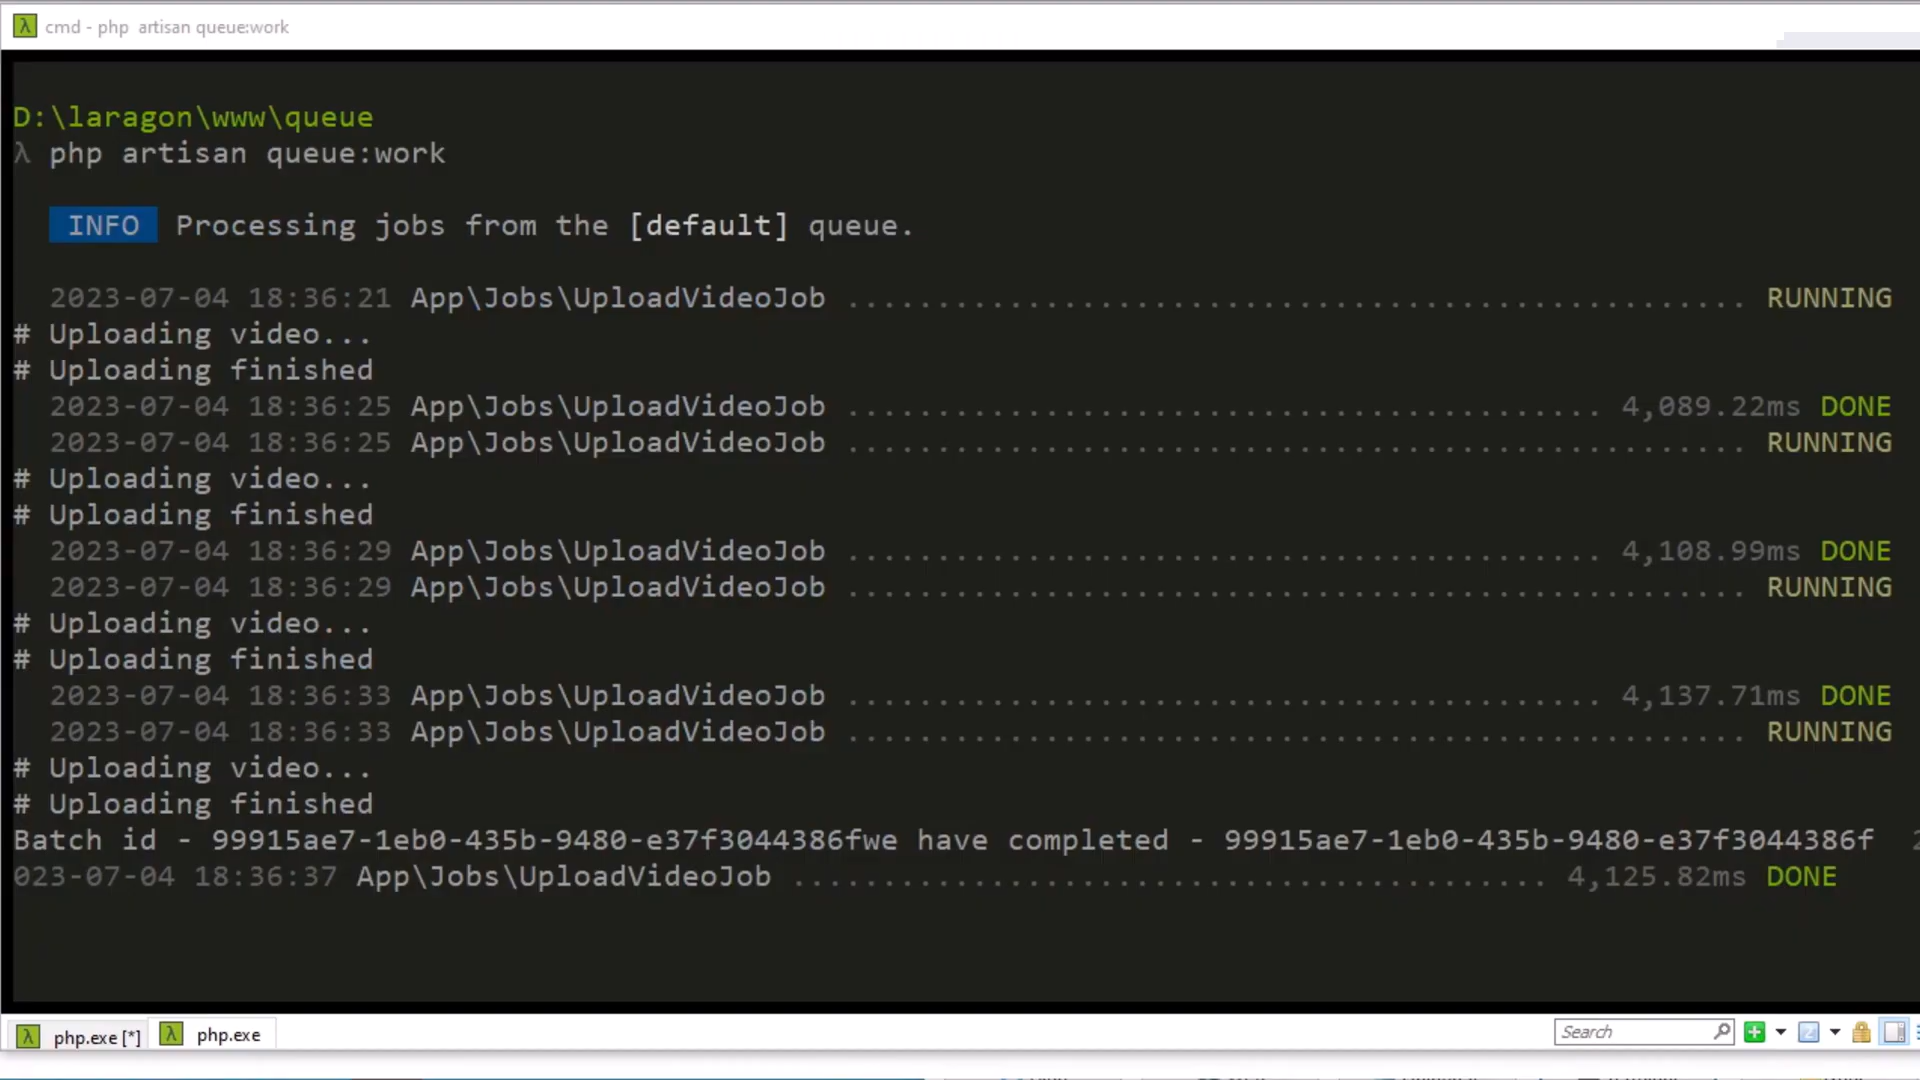 cmd - php  artisan queue:work
D:\laragon\www\queue
λ php artisan queue:work
INFO  Processing jobs from the [default] queue.
2023-07-04 18:36:21 App\Jobs\UploadVideoJob .................................................. RUNNING
# Uploading video...
# Uploading finished
2023-07-04 18:36:25 App\Jobs\UploadVideoJob .......................................... 4,089.22ms DONE
2023-07-04 18:36:25 App\Jobs\UploadVideoJob .................................................. RUNNING
# Uploading video...
# Uploading finished
2023-07-04 18:36:29 App\Jobs\UploadVideoJob .......................................... 4,108.99ms DONE
2023-07-04 18:36:29 App\Jobs\UploadVideoJob .................................................. RUNNING
# Uploading video...
# Uploading finished
2023-07-04 18:36:33 App\Jobs\UploadVideoJob .......................................... 4,137.71ms DONE
2023-07-04 18:36:33 App\Jobs\UploadVideoJob .................................................. RUNNING
# Uploading video...
# Uploading finished
Batch id - 99915ae7-1eb0-435b-9480-e37f3044386fwe have completed - 99915ae7-1eb0-435b-9480-e37f3044386f  2
023-07-04 18:36:37 App\Jobs\UploadVideoJob .......................................... 4,125.82ms DONE
php.exe [*]
php.exe
Search